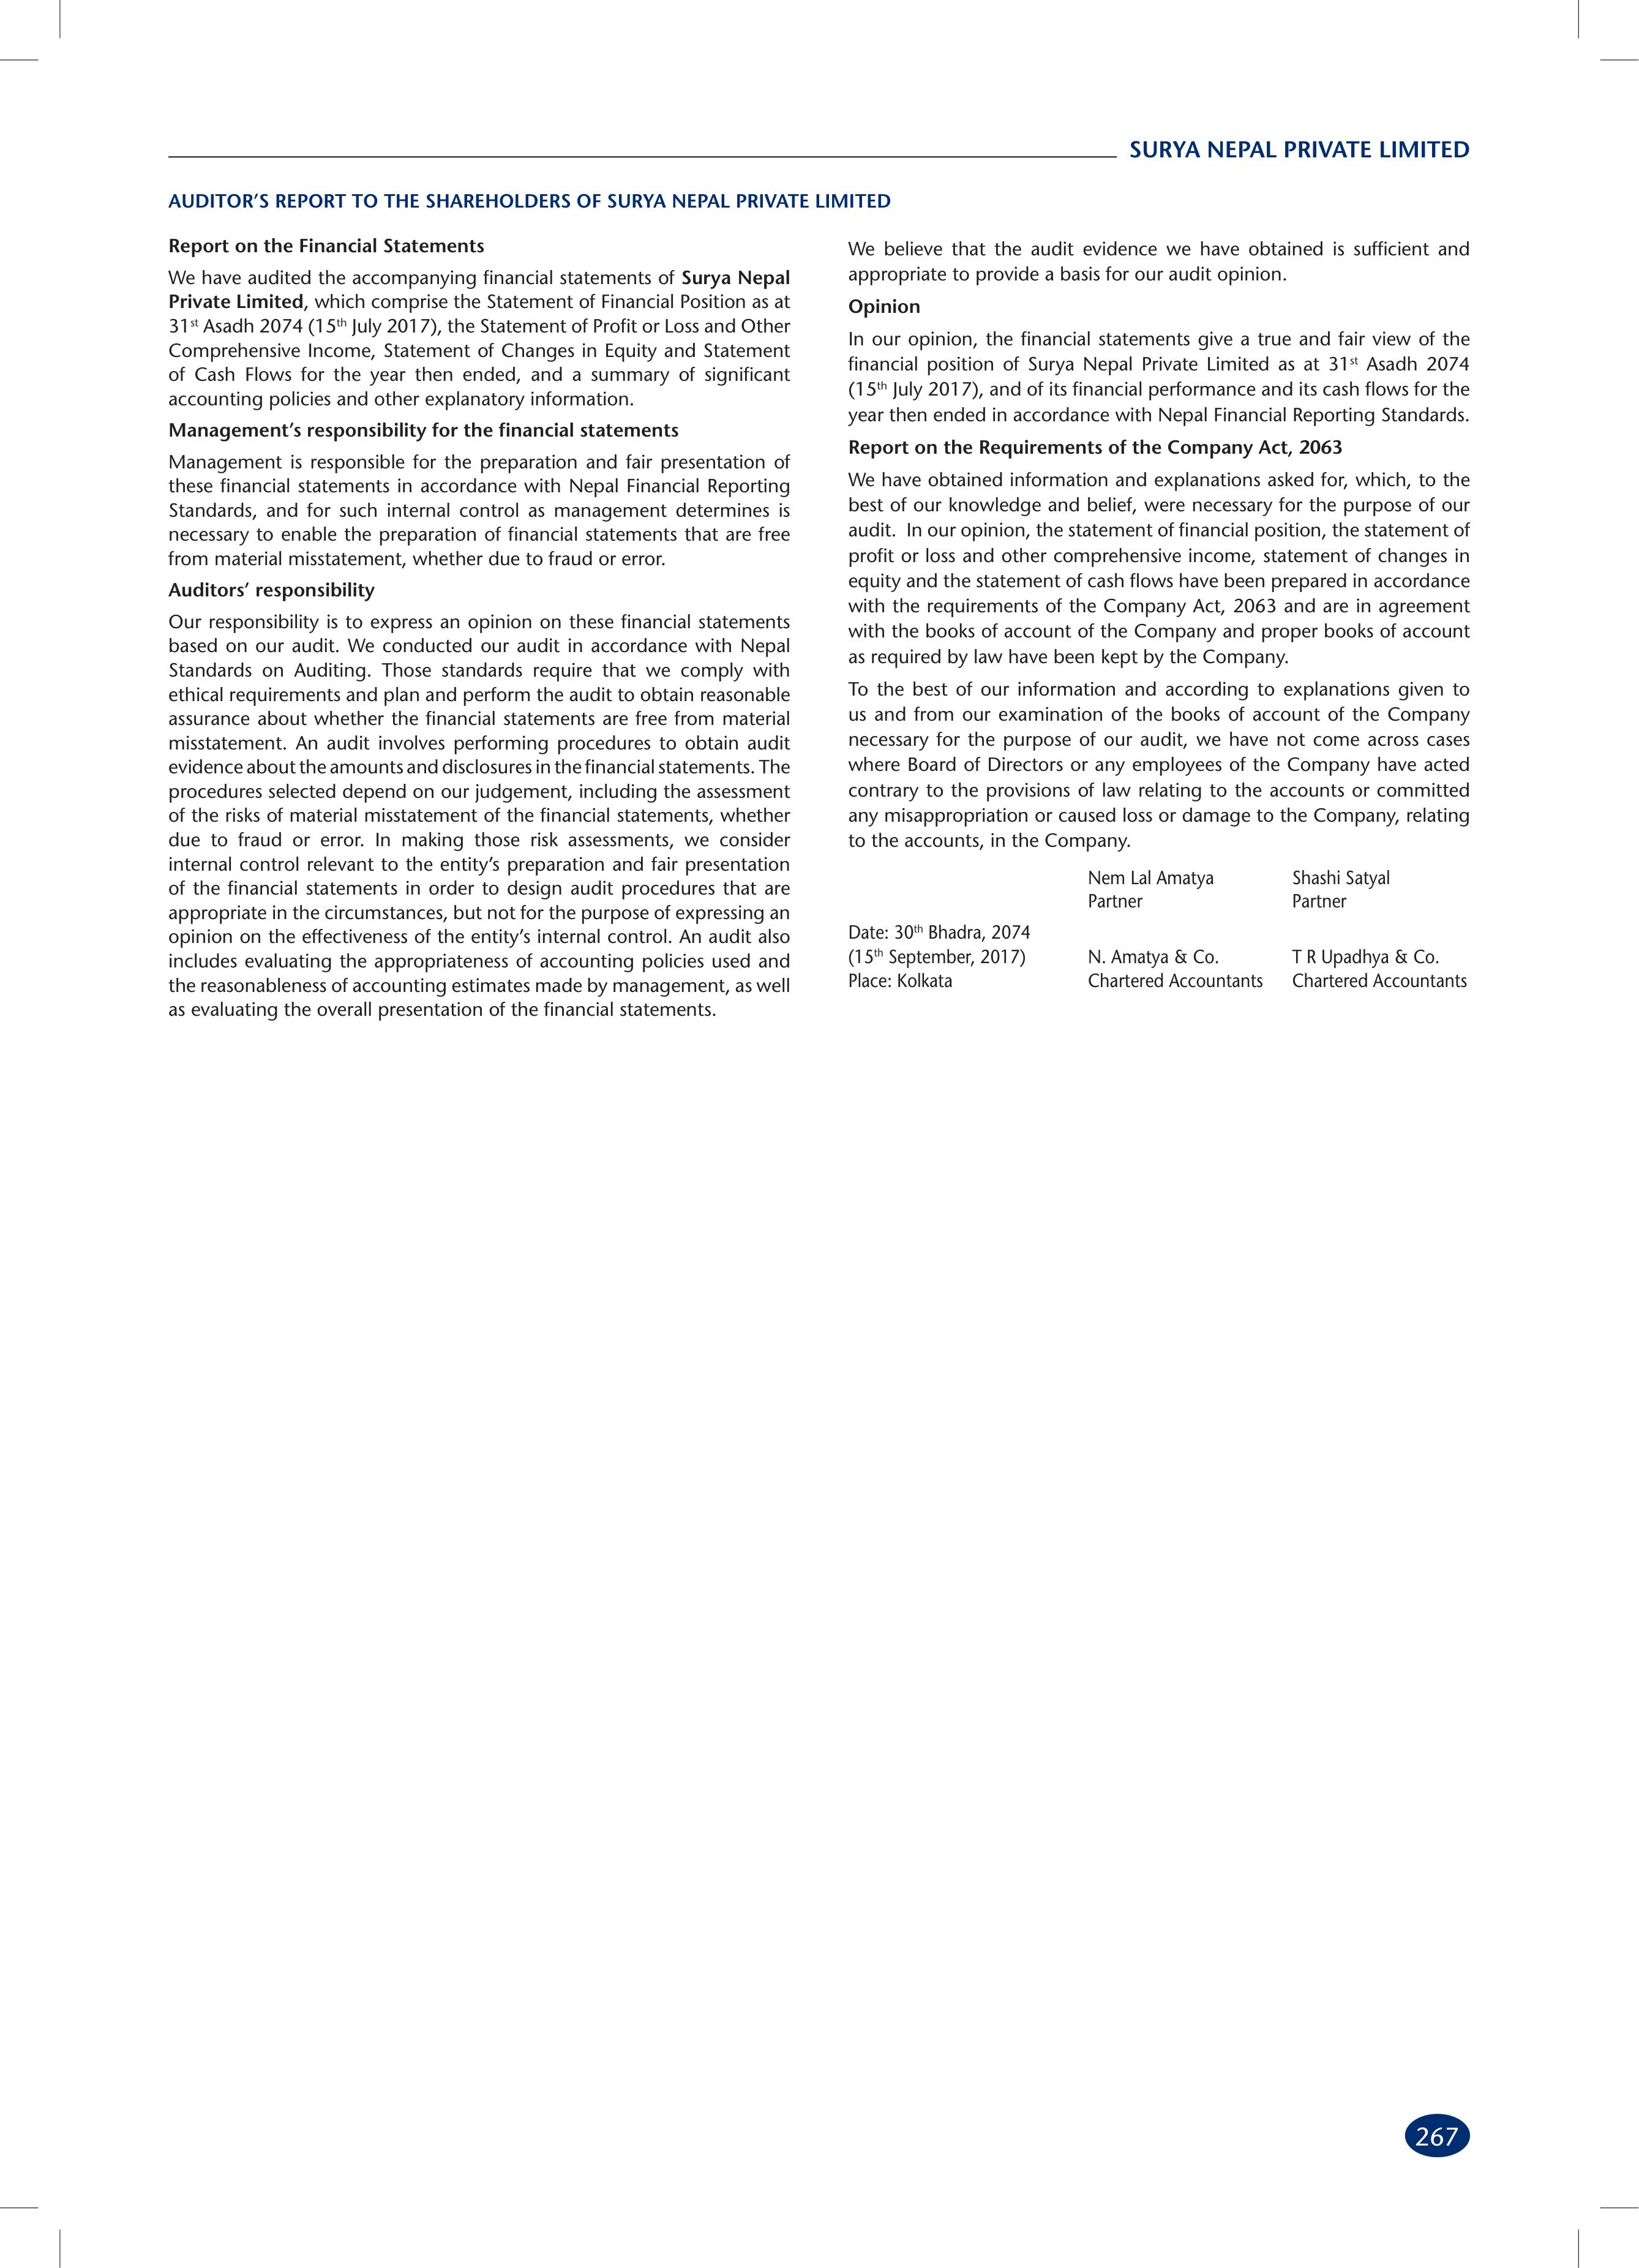 SURYA NEPAL PRIVATE LIMITED
AUDITOR’S REPORT TO THE SHAREHOLDERS OF SURYA NEPAL PRIVATE LIMITED
Report on the Financial Statements
We have audited the accompanying financial statements of Surya Nepal
Private Limited, which comprise the Statement of Financial Position as at
31st Asadh 2074 (15th July 2017), the Statement of Profit or Loss and Other
Comprehensive Income, Statement of Changes in Equity and Statement
of Cash Flows for the year then ended, and a summary of significant
accounting policies and other explanatory information.
Management’s responsibility for the financial statements
Management is responsible for the preparation and fair presentation of
these financial statements in accordance with Nepal Financial Reporting
Standards, and for such internal control as management determines is
necessary to enable the preparation of financial statements that are free
from material misstatement, whether due to fraud or error.
Auditors’ responsibility
Our responsibility is to express an opinion on these financial statements
based on our audit. We conducted our audit in accordance with Nepal
Standards on Auditing. Those standards require that we comply with
ethical requirements and plan and perform the audit to obtain reasonable
assurance about whether the financial statements are free from material
misstatement. An audit involves performing procedures to obtain audit
evidence about the amounts and disclosures in the financial statements. The
procedures selected depend on our judgement, including the assessment
of the risks of material misstatement of the financial statements, whether
due to fraud or error. In making those risk assessments, we consider
internal control relevant to the entity’s preparation and fair presentation
of the financial statements in order to design audit procedures that are
appropriate in the circumstances, but not for the purpose of expressing an
opinion on the effectiveness of the entity’s internal control. An audit also
includes evaluating the appropriateness of accounting policies used and
the reasonableness of accounting estimates made by management, as well
as evaluating the overall presentation of the financial statements.
We believe that the audit evidence we have obtained is sufficient and
appropriate to provide a basis for our audit opinion.
Opinion
In our opinion, the financial statements give a true and fair view of the
financial position of Surya Nepal Private Limited as at 31st Asadh 2074
(15th July 2017), and of its financial performance and its cash flows for the
year then ended in accordance with Nepal Financial Reporting Standards.
Report on the Requirements of the Company Act, 2063
We have obtained information and explanations asked for, which, to the
best of our knowledge and belief, were necessary for the purpose of our
audit. In our opinion, the statement of financial position, the statement of
profit or loss and other comprehensive income, statement of changes in
equity and the statement of cash flows have been prepared in accordance
with the requirements of the Company Act, 2063 and are in agreement
with the books of account of the Company and proper books of account
as required by law have been kept by the Company.
To the best of our information and according to explanations given to
us and from our examination of the books of account of the Company
necessary for the purpose of our audit, we have not come across cases
where Board of Directors or any employees of the Company have acted
contrary to the provisions of law relating to the accounts or committed
any misappropriation or caused loss or damage to the Company, relating
to the accounts, in the Company.
Nem Lal Amatya Shashi Satyal
Partner Partner
Date: 30th Bhadra, 2074
(15th September, 2017) N. Amatya & Co. T R Upadhya & Co.
Place: Kolkata Chartered Accountants Chartered Accountants
267